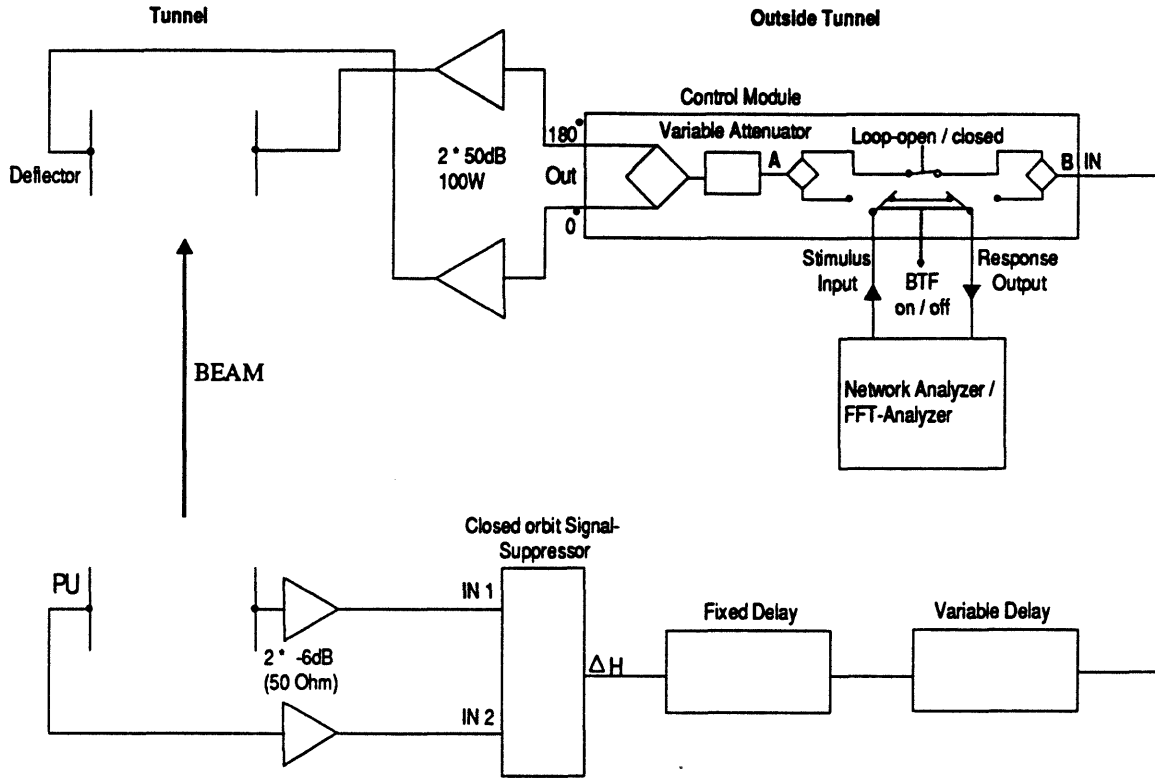 Tunnel
Outside Tunnel
Control Module
180°
Variable Attenuator
Loop-open / closed
2 * 50dB
100W
A
B
IN
Deflector
Out
0°
Stimulus
Input
BTF
on / off
Response
Output
BEAM
Network Analyzer /
FFT-Analyzer
Closed orbit Signal-
Suppressor
PU
IN 1
Fixed Delay
Variable Delay
2 * -6dB
(50 Ohm)
Δ H
IN 2